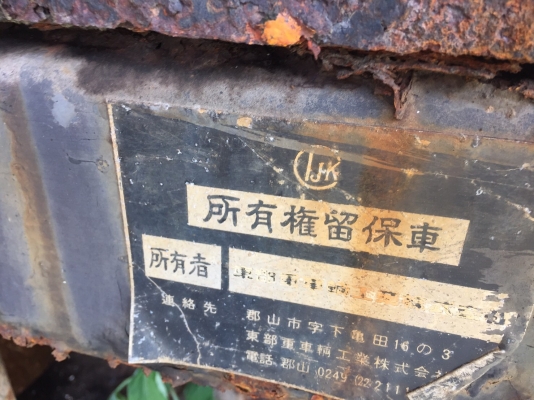 IJK
所有権留保車
所有者
連絡先 郡山市字下亀田16の3
東部重車輌工業株式会
電話 郡山 0249 (22) 2111